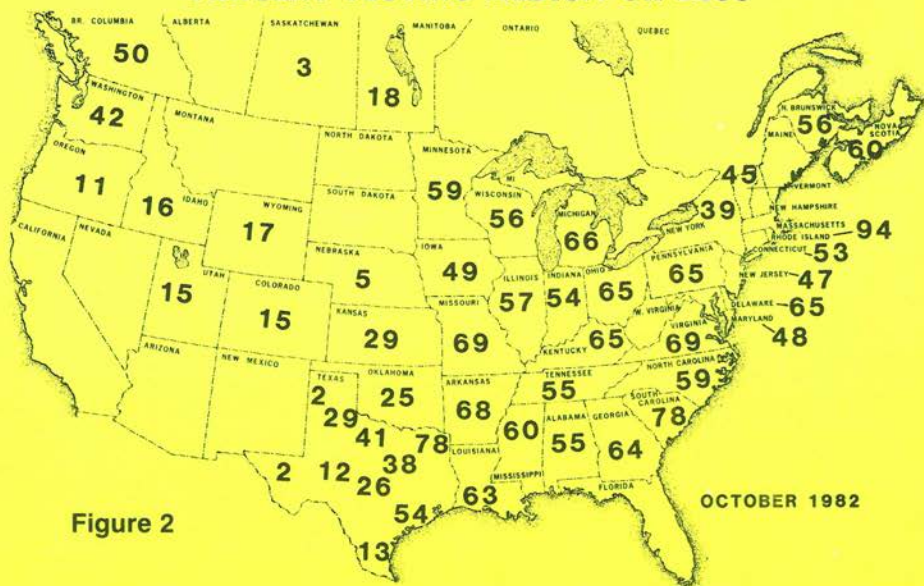 BR. COLUMBIA
ALBERTA
SASKATCHEWAN
MANITOBA
ONTARIO
QUEBEC
50
3
18
WASHINGTON
42
MONTANA
NORTH DAKOTA
MINNESOTA
59
N. BRUNSWICK
56
NOVA SCOTIA
60
MAINE
OREGON
11
IDAHO
16
WYOMING
17
SOUTH DAKOTA
WISCONSIN
56
MI
MICHIGAN
66
45
VERMONT
NEW HAMPSHIRE
39
NEW YORK
MASSACHUSETTS
RHODE ISLAND
94
CONNECTICUT
53
CALIFORNIA
NEVADA
UTAH
15
COLORADO
15
NEBRASKA
5
IOWA
49
ILLINOIS
57
INDIANA
54
OHIO
65
PENNSYLVANIA
65
NEW JERSEY
47
DELAWARE
65
MARYLAND
48
KANSAS
29
MISSOURI
69
KENTUCKY
65
W. VIRGINIA
VIRGINIA
69
ARIZONA
NEW MEXICO
TEXAS
OKLAHOMA
25
ARKANSAS
68
TENNESSEE
55
NORTH CAROLINA
59
SOUTH CAROLINA
78
2
29
41
78
2
12
38
26
54
13
LOUISIANA
63
MISSISSIPPI
60
ALABAMA
55
GEORGIA
64
FLORIDA
OCTOBER 1982
Figure 2